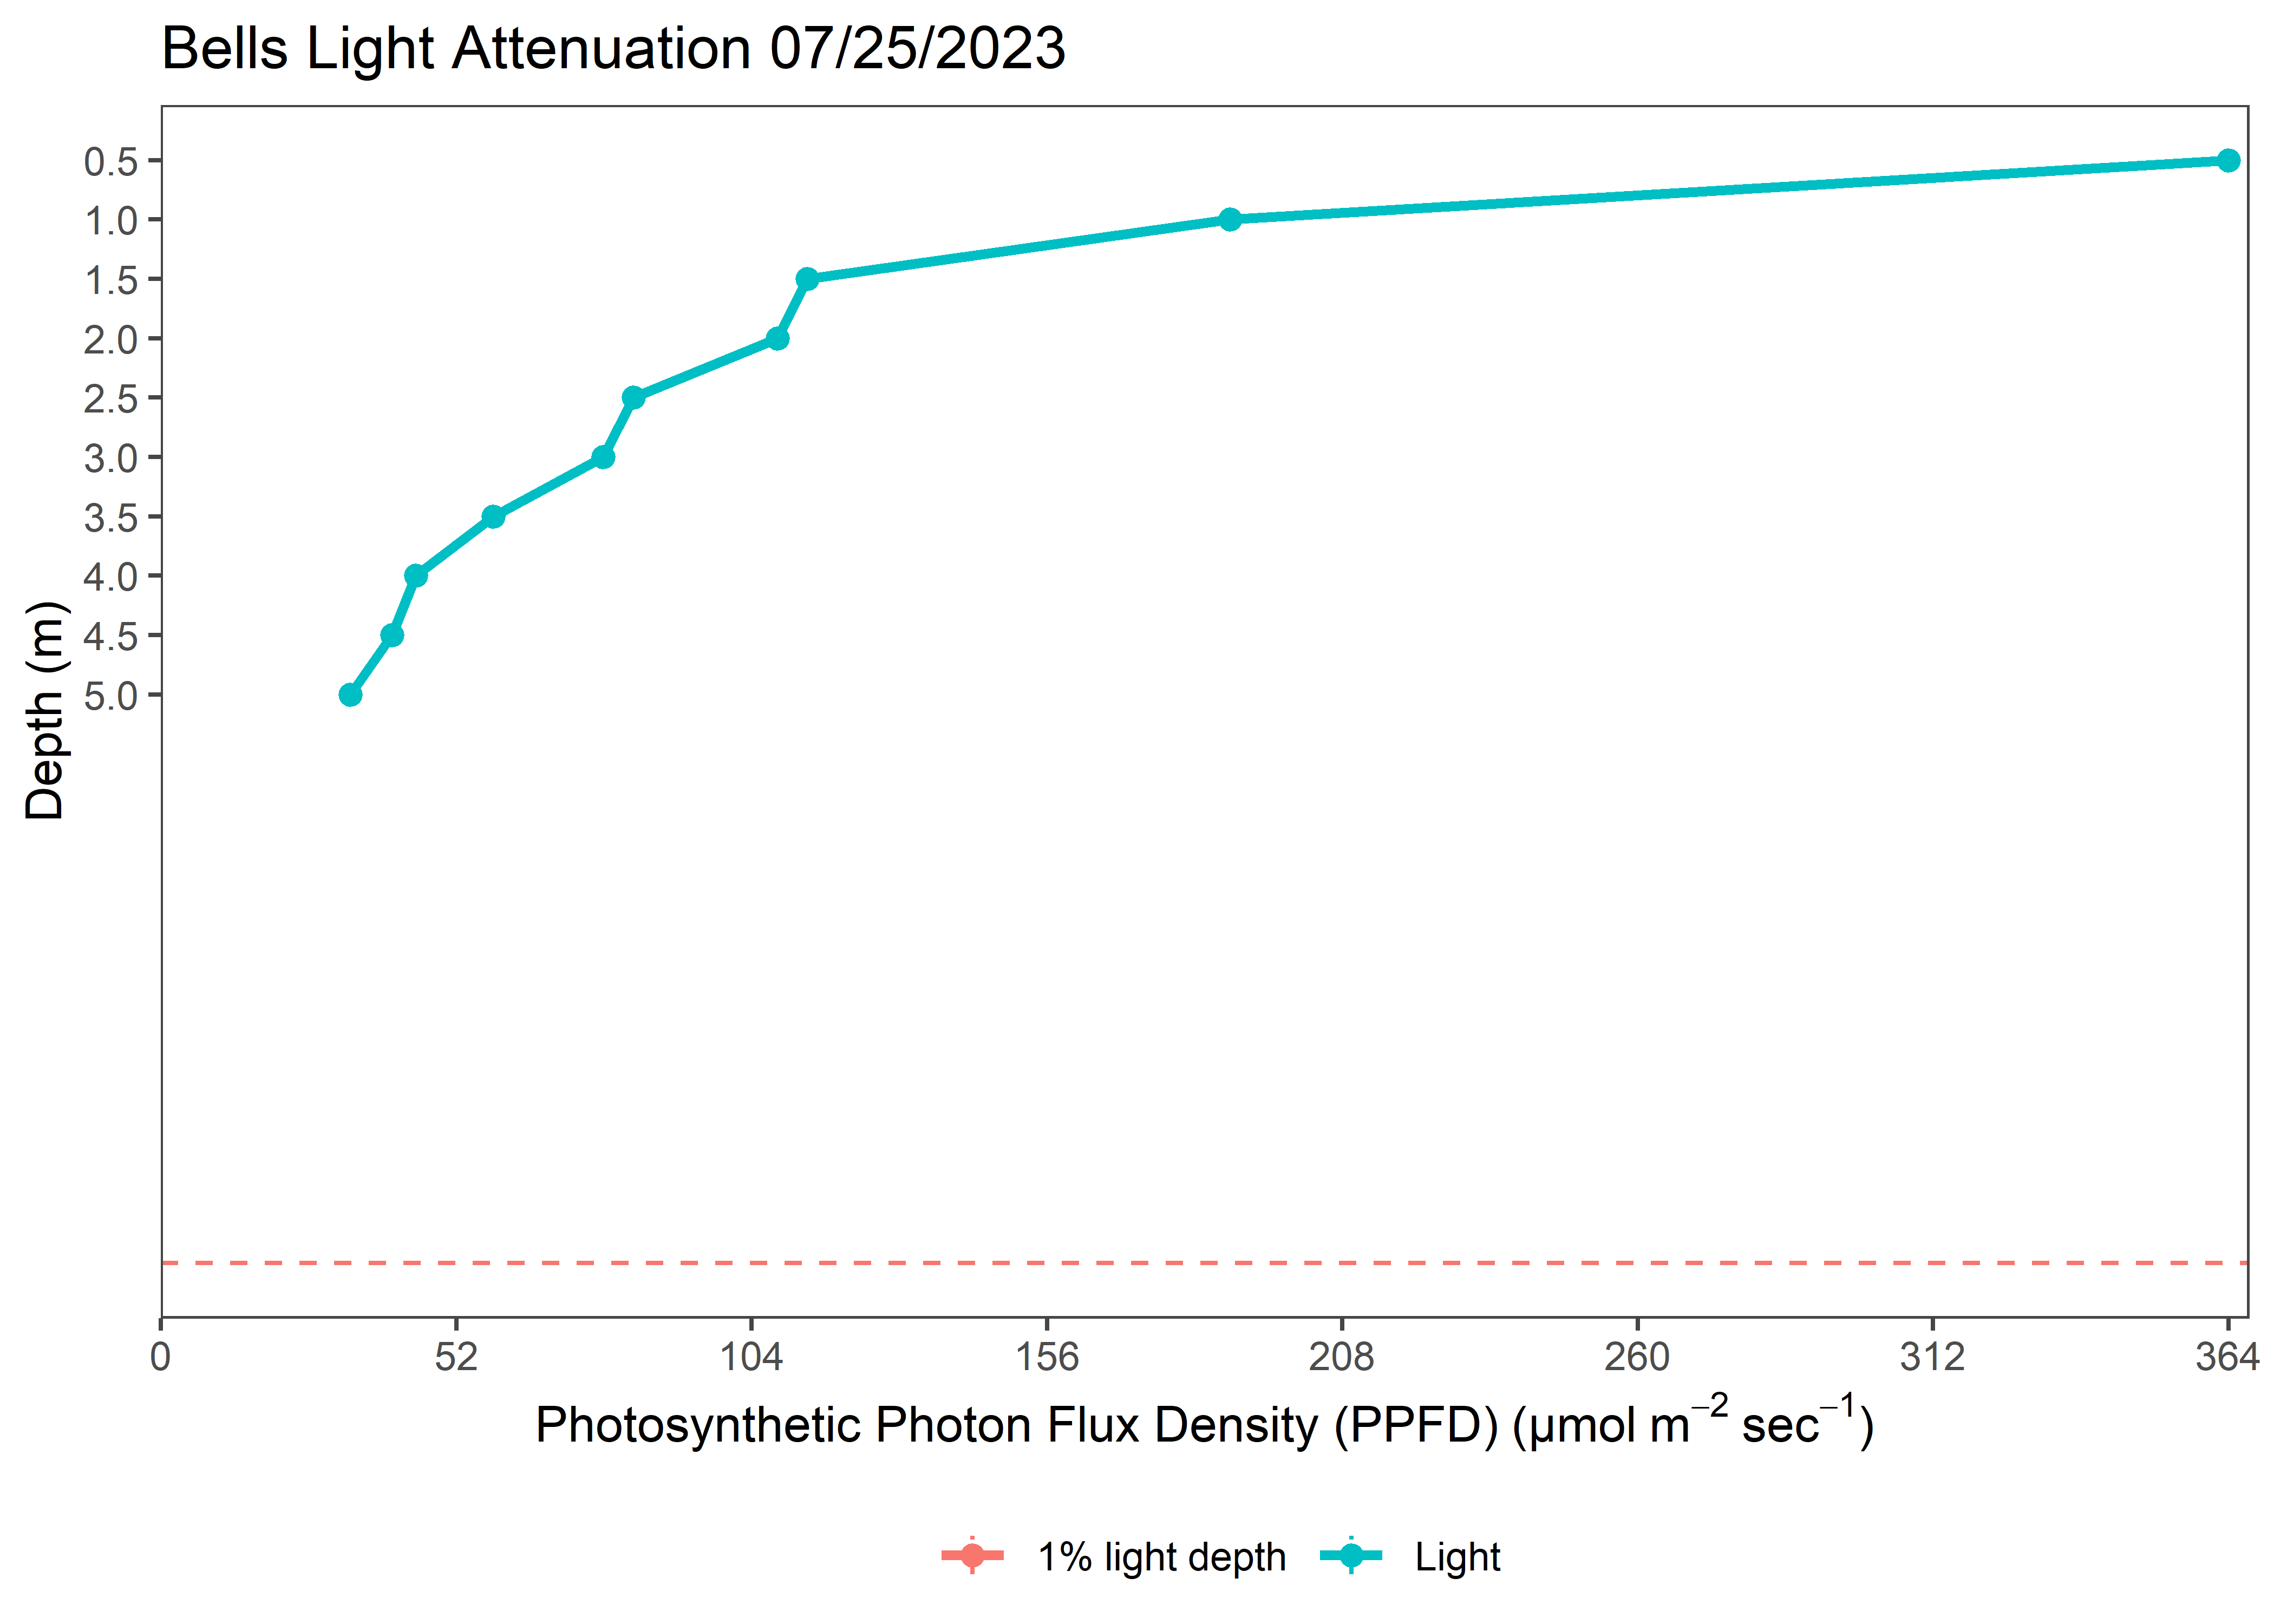 Bells Light Attenuation 07/25/2023
0.5
1.0
1.5
2.0
2.5
3.0
3.5
4.0
4.5
5.0
Depth (m)
0 52 104 156 208 260 312 364
Photosynthetic Photon Flux Density (PPFD) (μmol m⁻² sec⁻¹)
1% light depth Light